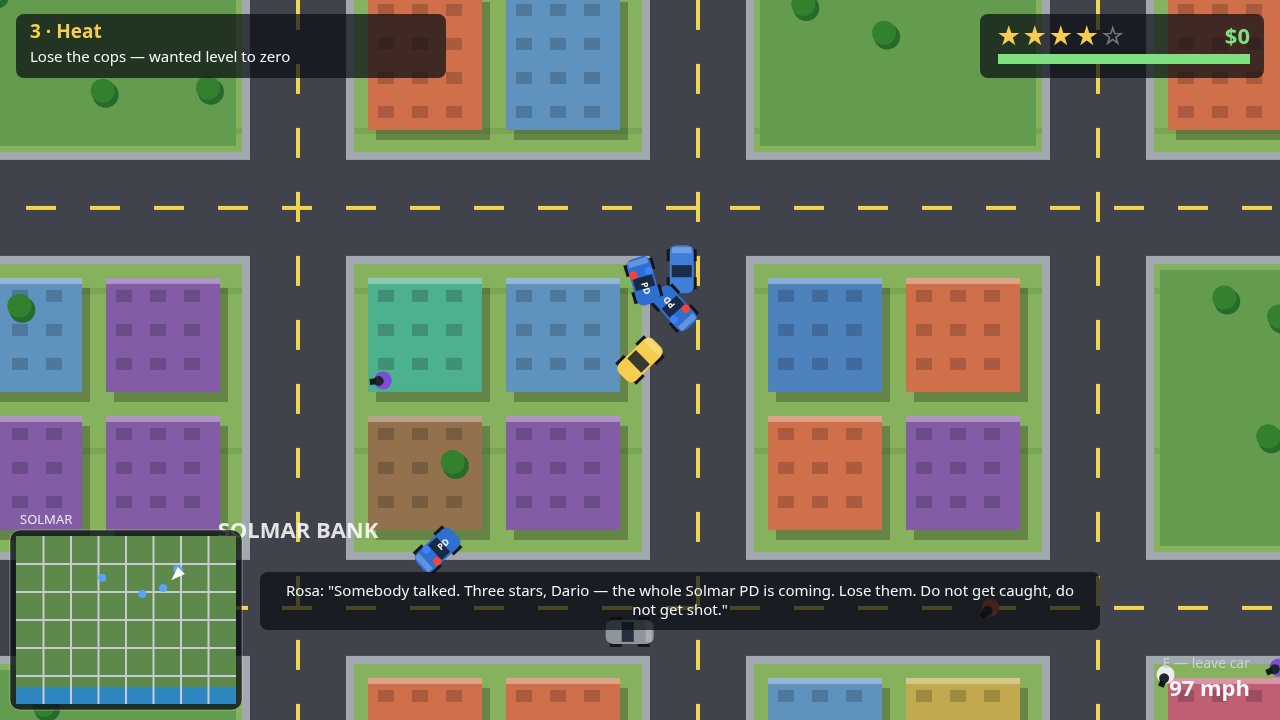 3 · Heat
Lose the cops — wanted level to zero
★★★★☆ $0
PD
PD
PD
SOLMAR
SOLMAR BANK
Rosa: "Somebody talked. Three stars, Dario — the whole Solmar PD is coming. Lose them. Do not get caught, do
not get shot."
E — leave car
97 mph